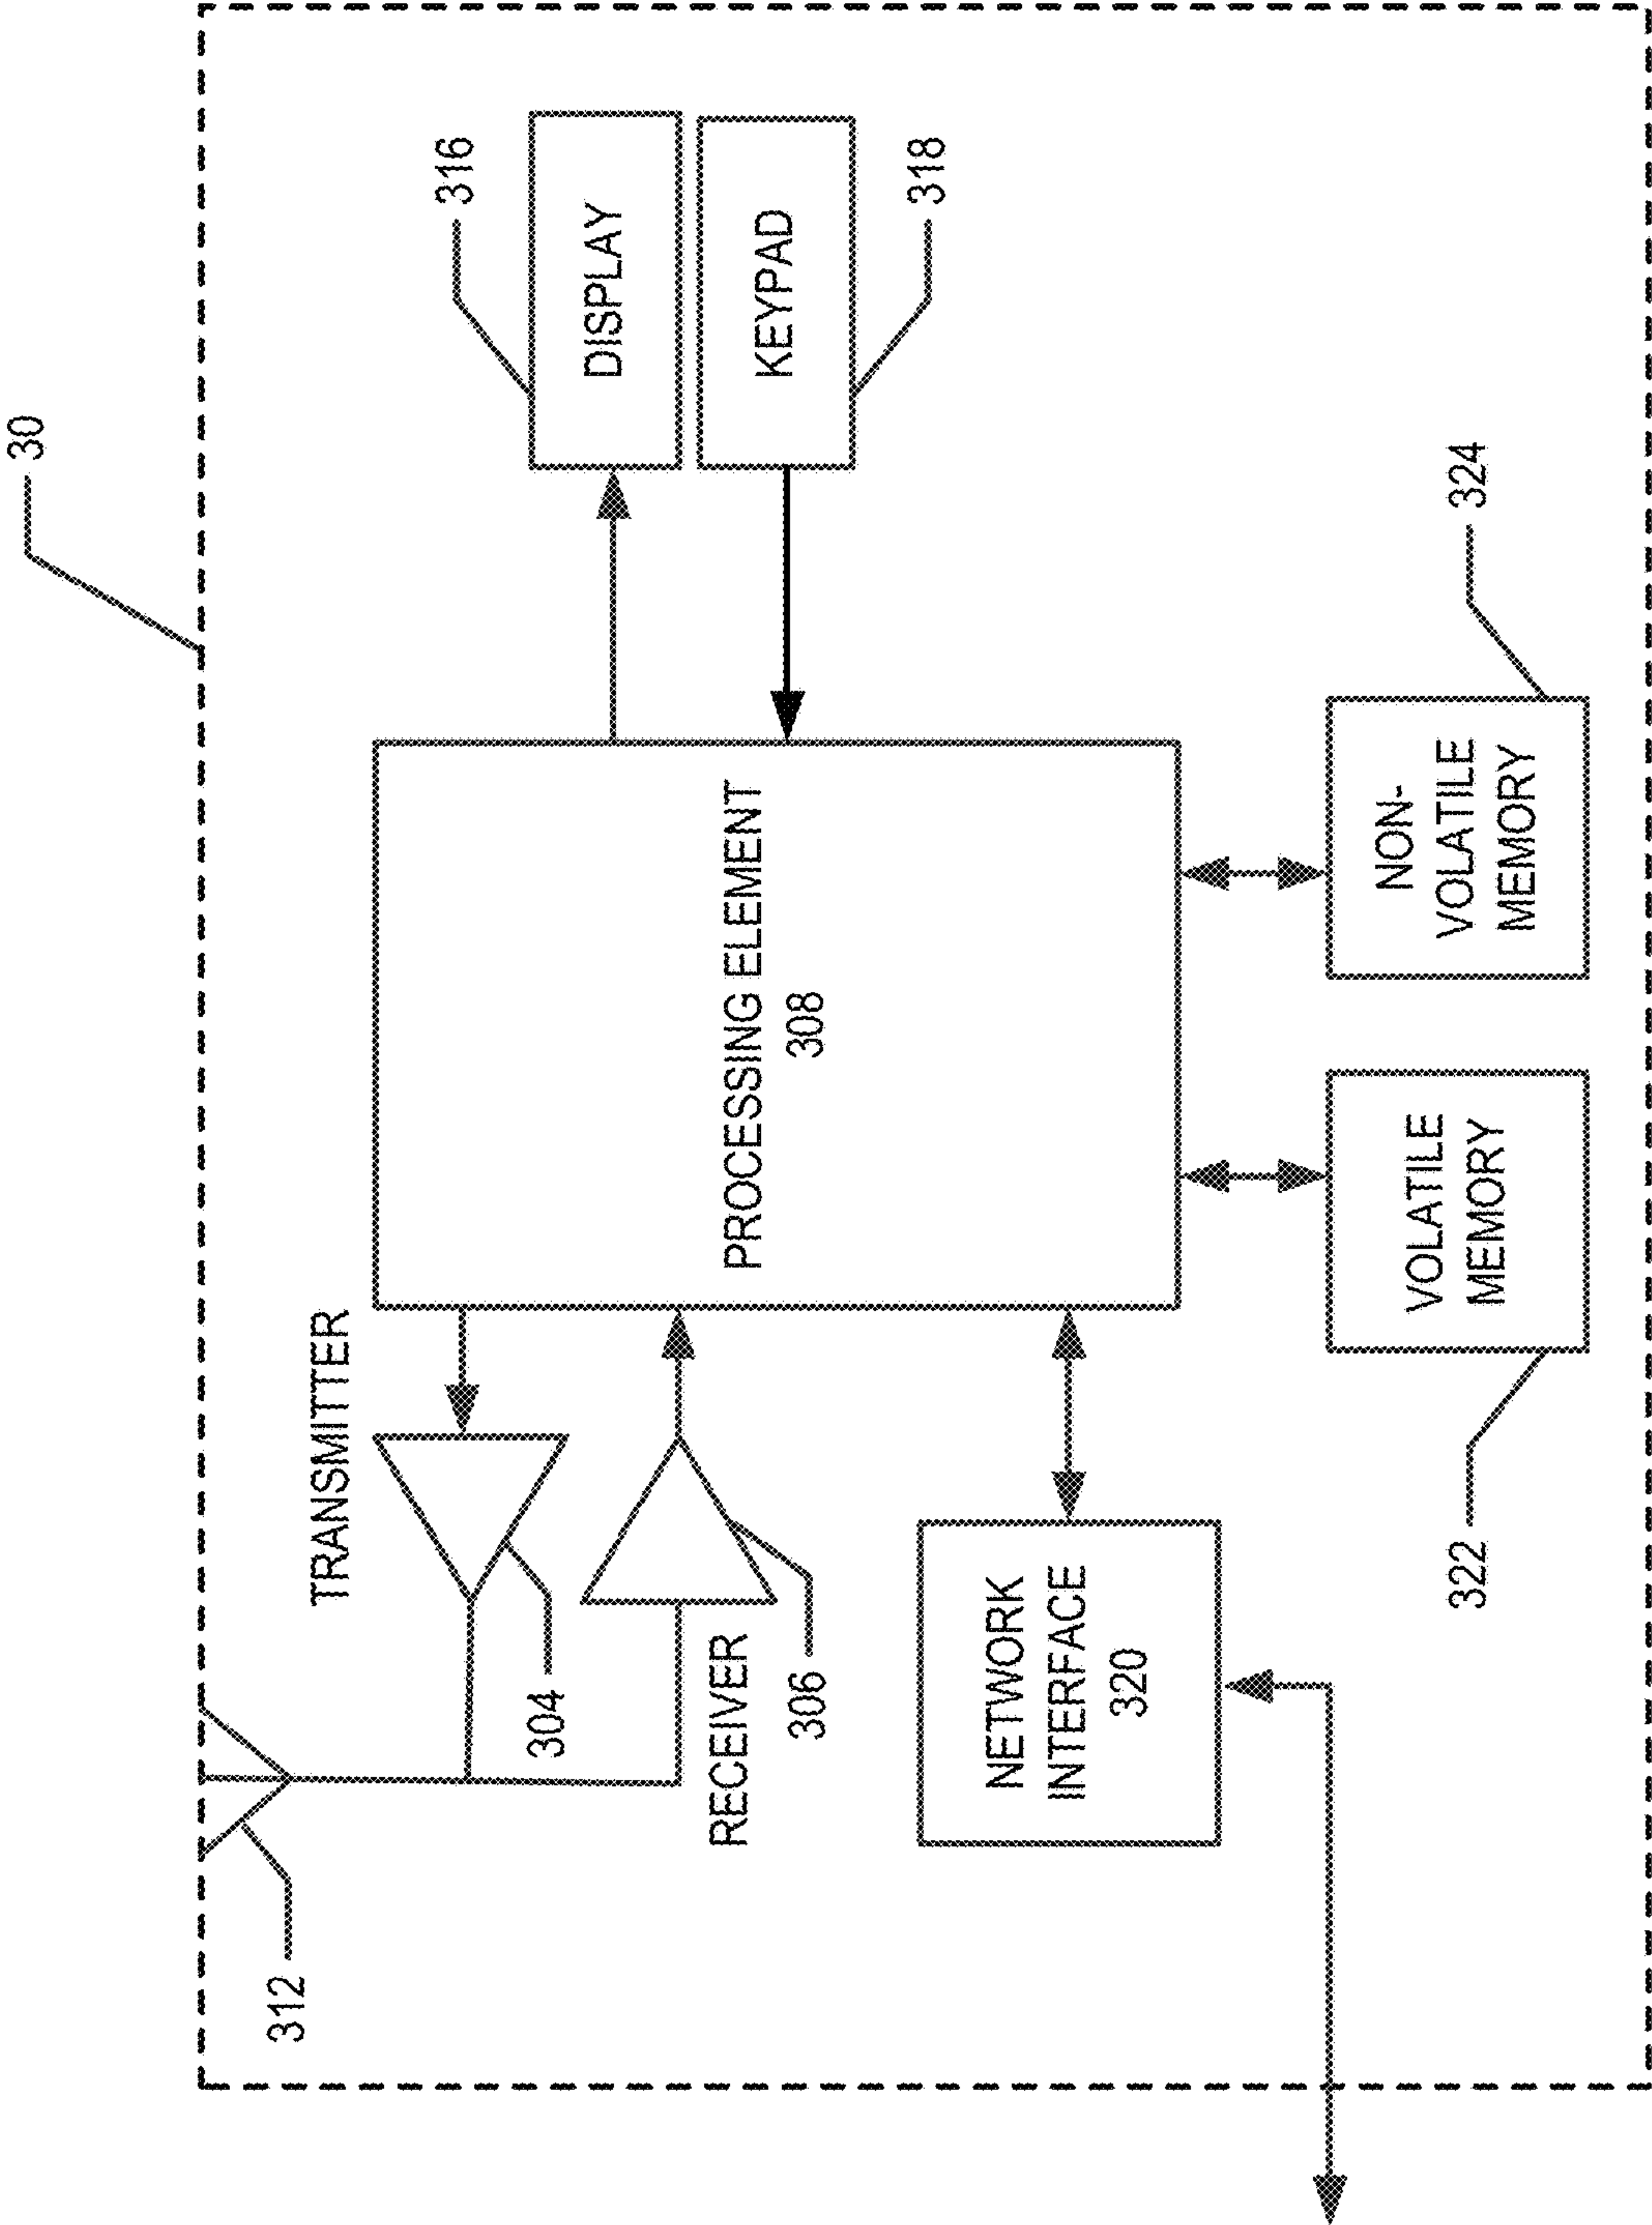 30
312
TRANSMITTER
304
RECEIVER
306
PROCESSING ELEMENT
308
316
DISPLAY
KEYPAD
318
NETWORK
INTERFACE
320
322
VOLATILE
MEMORY
NON-
VOLATILE
MEMORY
324